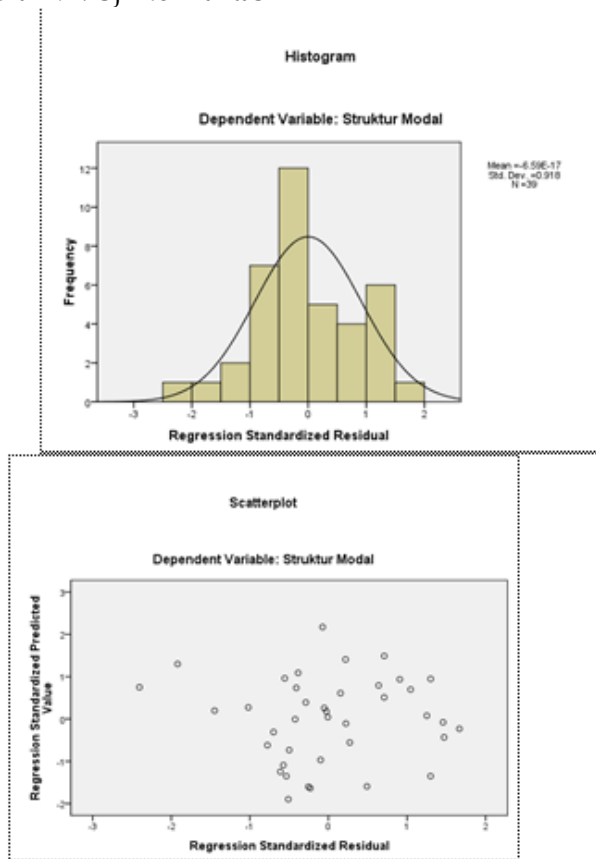 Histogram
Dependent Variable: Struktur Modal
Mean =-6.59E-17
Std. Dev. =0.918
N =39
12
10
8
6
4
2
0
Frequency
-3 -2 -1 0 1 2
Regression Standardized Residual
Scatterplot
Dependent Variable: Struktur Modal
3
2
1
0
-1
-2
Regression Standardized Predicted
Value
-3 -2 -1 0 1 2
Regression Standardized Residual